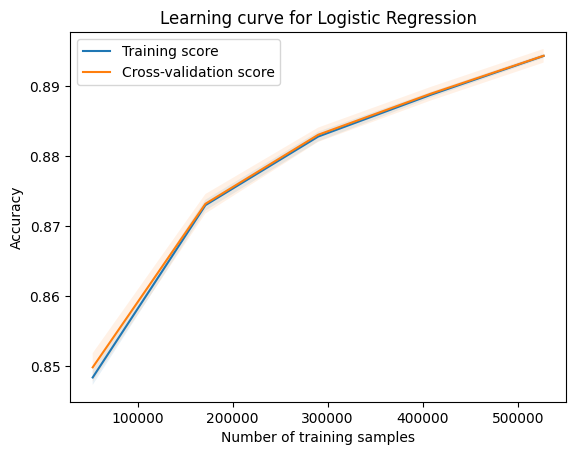 Learning curve for Logistic Regression
Training score
Cross-validation score
0.89
0.88
0.87
0.86
0.85
Accuracy
100000 200000 300000 400000 500000
Number of training samples